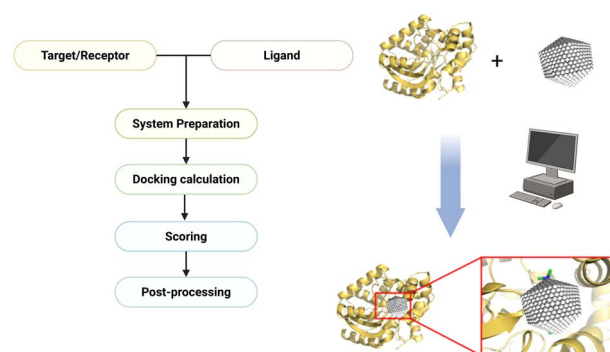 Target/Receptor
Ligand
System Preparation
Docking calculation
Scoring
Post-processing
+